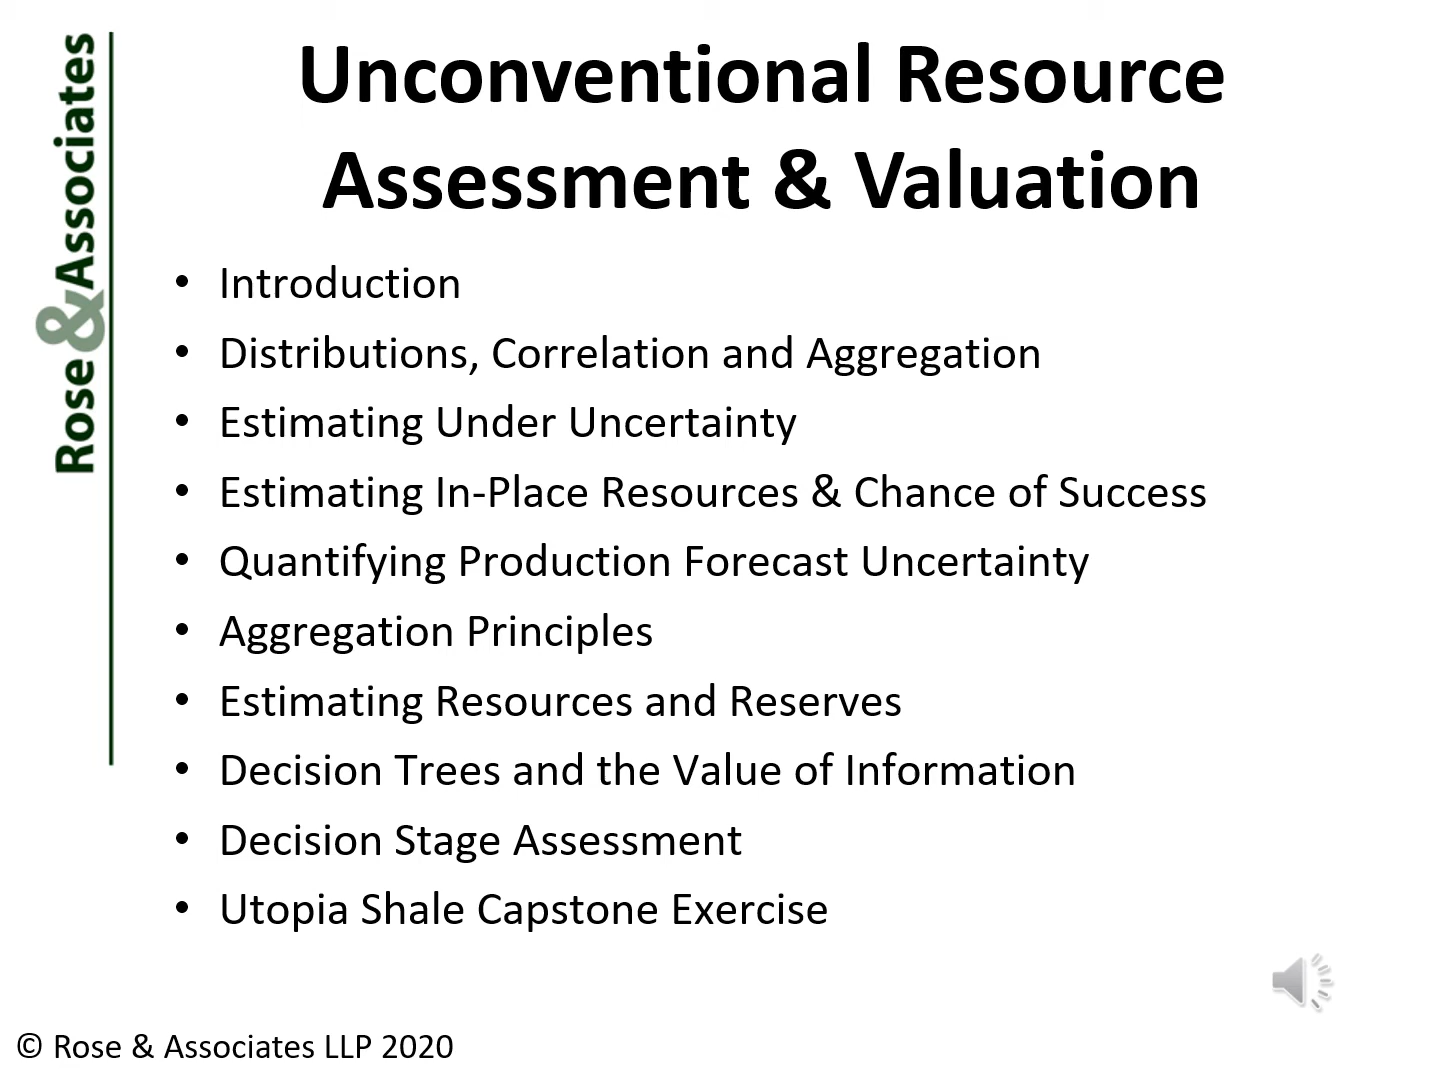 Rose & Associates
Unconventional Resource
Assessment & Valuation
• Introduction
• Distributions, Correlation and Aggregation
• Estimating Under Uncertainty
• Estimating In-Place Resources & Chance of Success
• Quantifying Production Forecast Uncertainty
• Aggregation Principles
• Estimating Resources and Reserves
• Decision Trees and the Value of Information
• Decision Stage Assessment
• Utopia Shale Capstone Exercise
© Rose & Associates LLP 2020